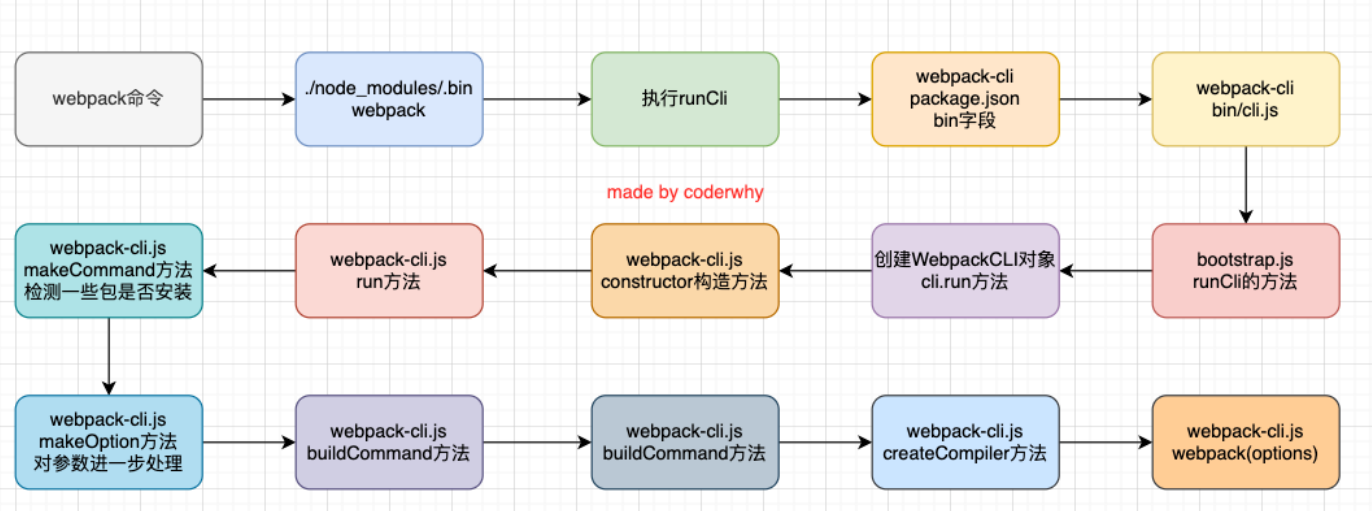 webpack命令
./node_modules/.bin
webpack
执行runCli
webpack-cli
package.json
bin字段
webpack-cli
bin/cli.js
made by coderwhy
webpack-cli.js
makeCommand方法
检测一些包是否安装
webpack-cli.js
run方法
webpack-cli.js
constructor构造方法
创建WebpackCLI对象
cli.run方法
bootstrap.js
runCli的方法
webpack-cli.js
makeOption方法
对参数进一步处理
webpack-cli.js
buildCommand方法
webpack-cli.js
buildCommand方法
webpack-cli.js
createCompiler方法
webpack-cli.js
webpack(options)